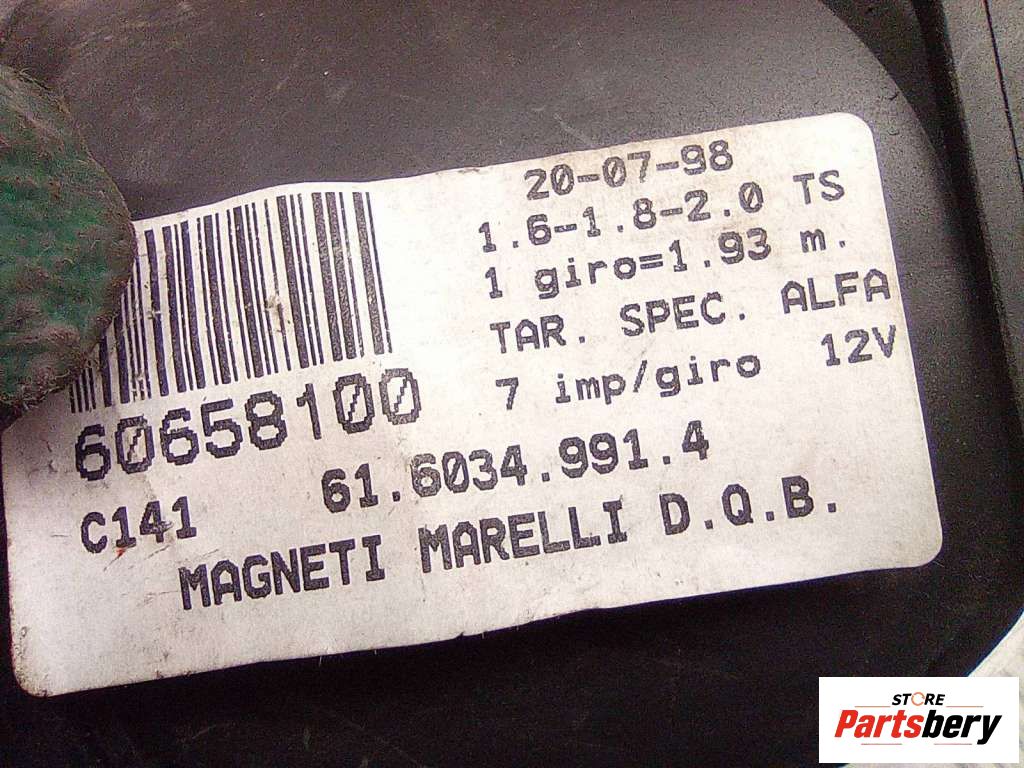 20-07-98
1.6-1.8-2.0 TS
1 giro=1.93 m.
TAR. SPEC. ALFA
7 imp/giro 12V
60658100
C141 61.6034.991.4
MAGNETI MARELLI D.Q.B.
STORE
Partsbery